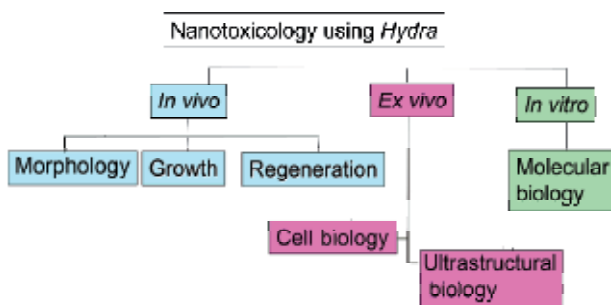 Nanotoxicology using Hydra
In vivo
Ex vivo
In vitro
Morphology
Growth
Regeneration
Molecular
biology
Cell biology
Ultrastructural
biology